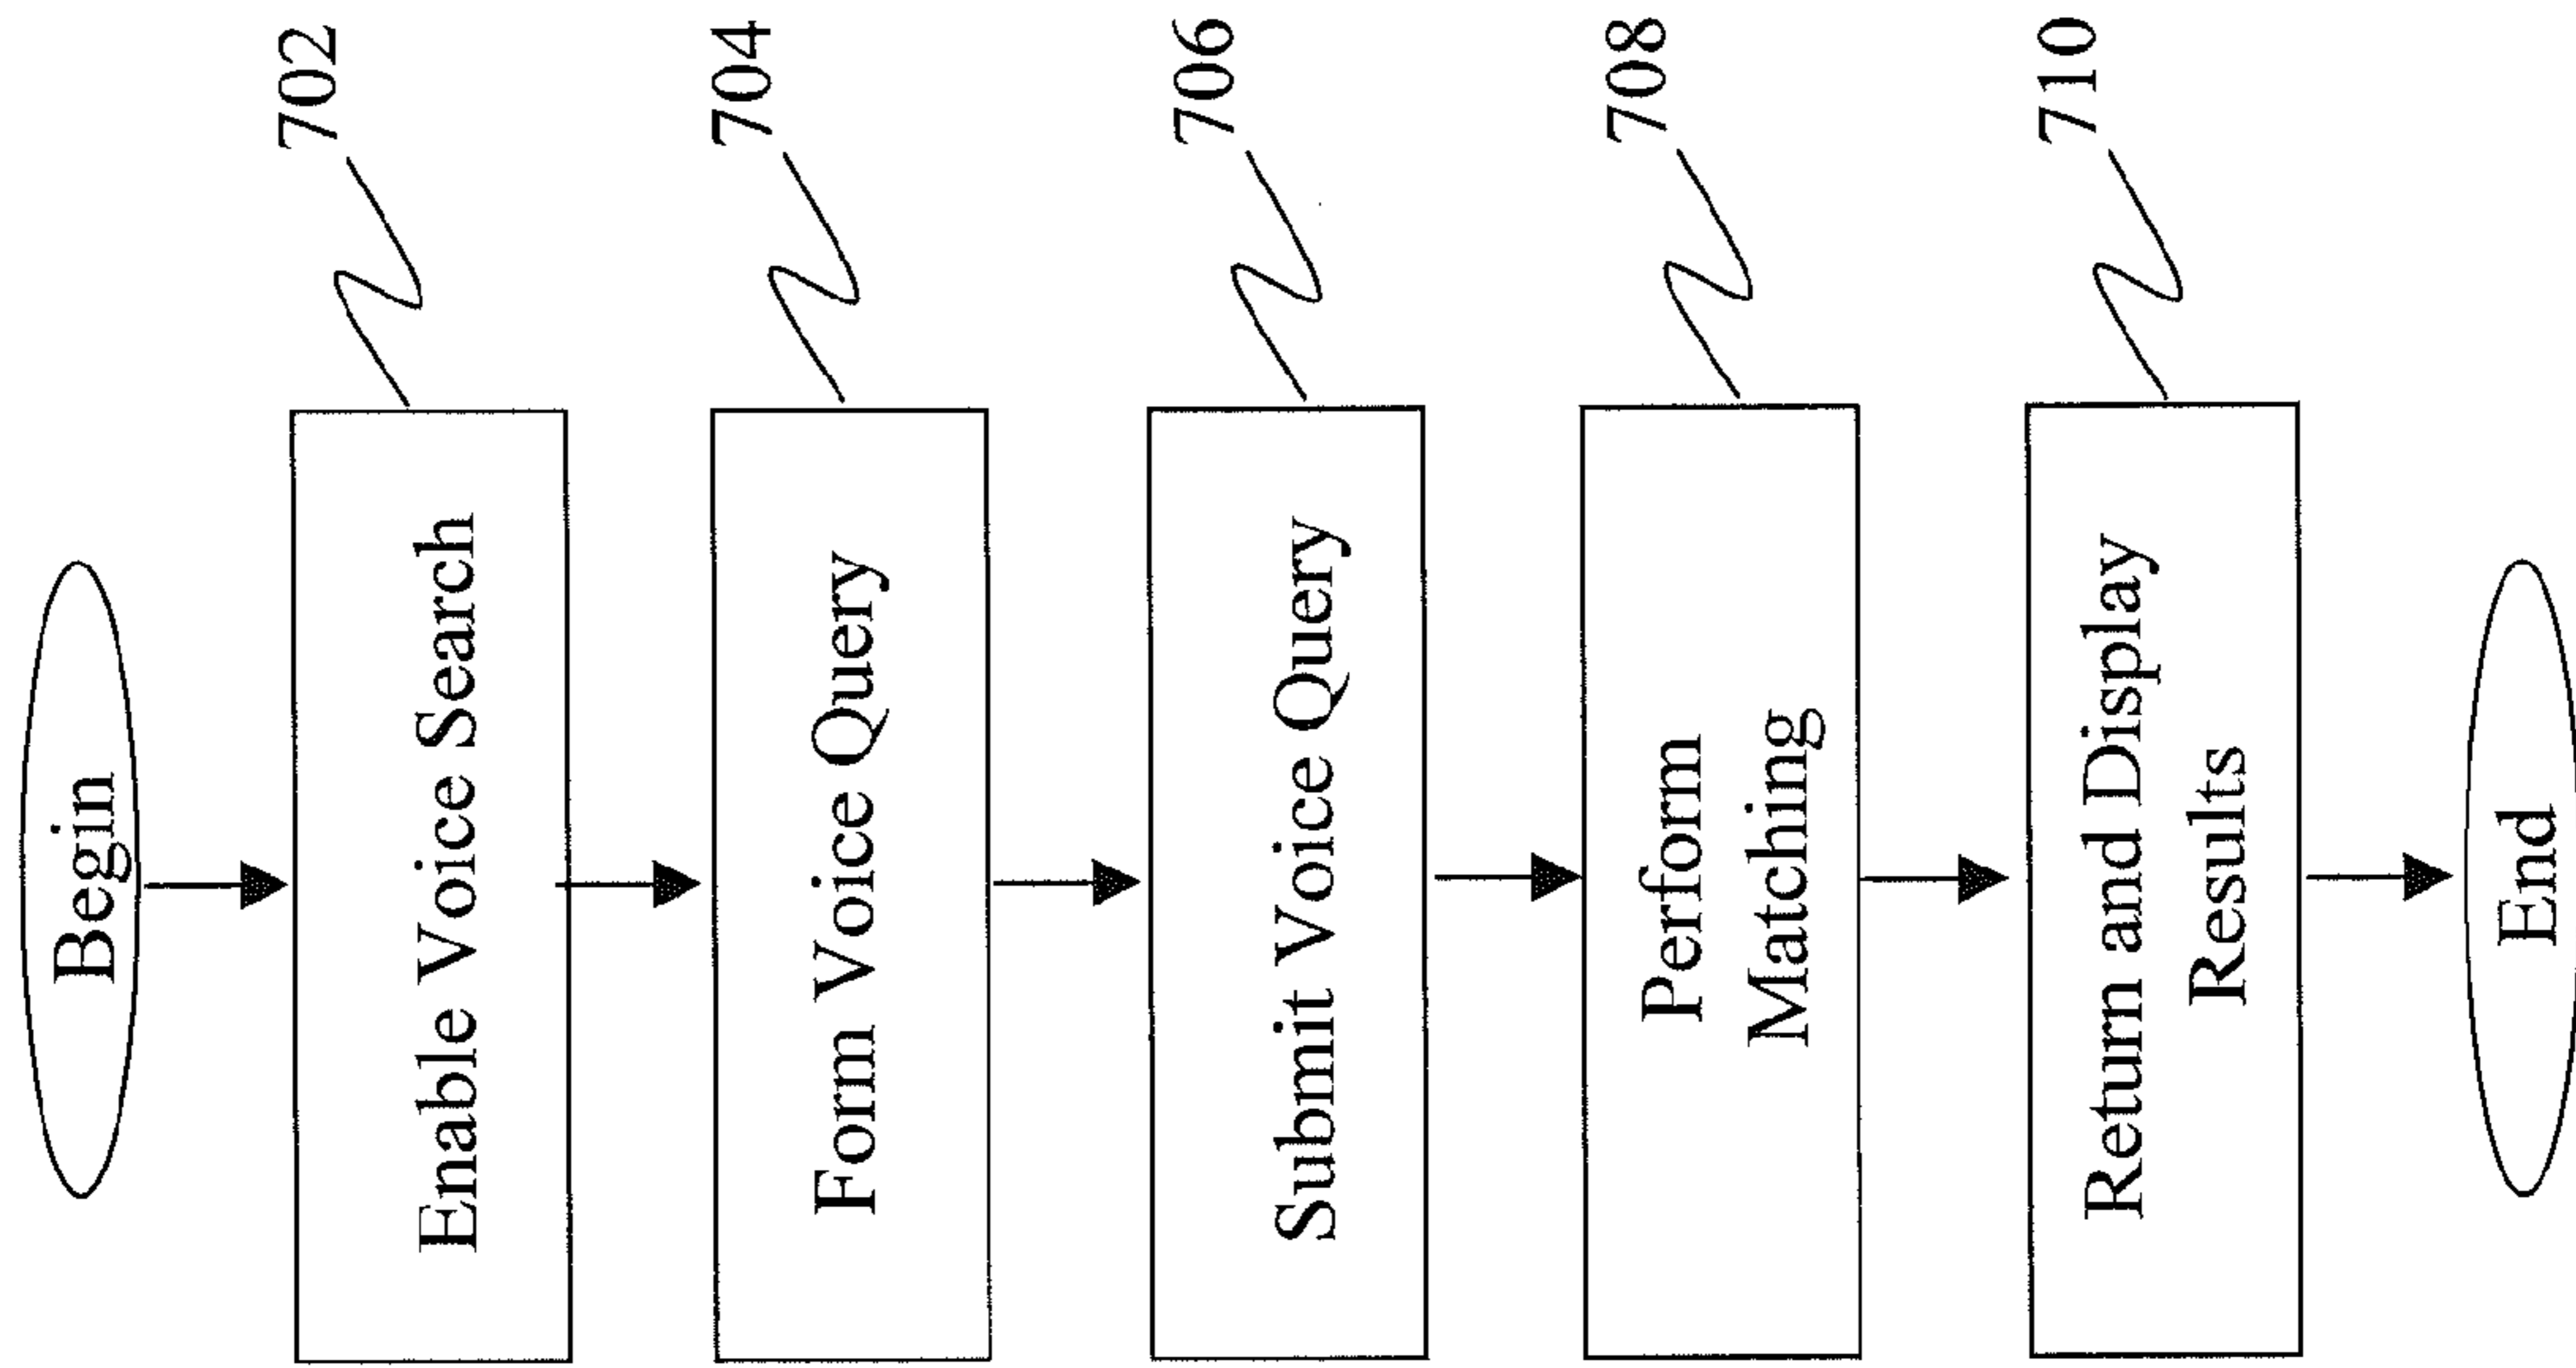 Begin
702
Enable Voice Search
704
Form Voice Query
706
Submit Voice Query
708
Perform
Matching
710
Return and Display
Results
End